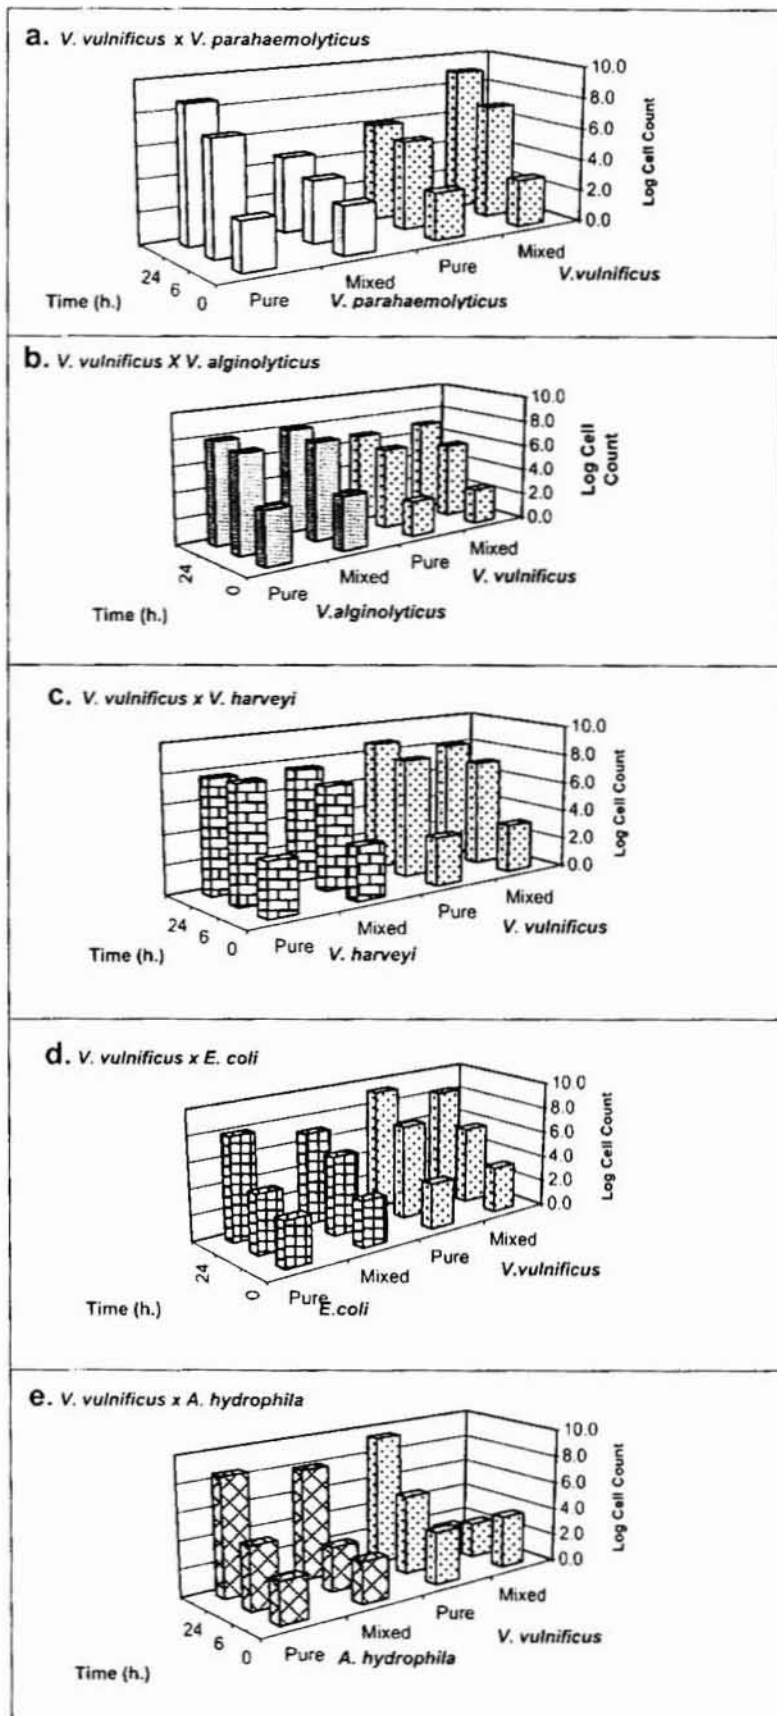 a. V. vulnificus x V. parahaemolyticus
10.0
8.0
6.0
4.0
2.0
0.0
Log Cell Count
24
6
0
Time (h.)
Pure
Mixed
Pure
Mixed
V. parahaemolyticus
V.vulnificus
b. V. vulnificus X V. alginolyticus
10.0
8.0
6.0
4.0
2.0
0.0
Log Cell
Count
24
0
Time (h.)
Pure
Mixed
Pure
Mixed
V.alginolyticus
V. vulnificus
c. V. vulnificus x V. harveyi
10.0
8.0
6.0
4.0
2.0
0.0
Log Cell Count
24
6
0
Time (h.)
Pure
Mixed
Pure
Mixed
V. harveyi
V. vulnificus
d. V. vulnificus x E. coli
10.0
8.0
6.0
4.0
2.0
0.0
Log Cell Count
24
0
Time (h.)
Pure
Mixed
Pure
Mixed
E.coli
V.vulnificus
e. V. vulnificus x A. hydrophila
10.0
8.0
6.0
4.0
2.0
0.0
Log Cell Count
24
6
0
Time (h.)
Pure
Mixed
Pure
Mixed
A. hydrophila
V. vulnificus